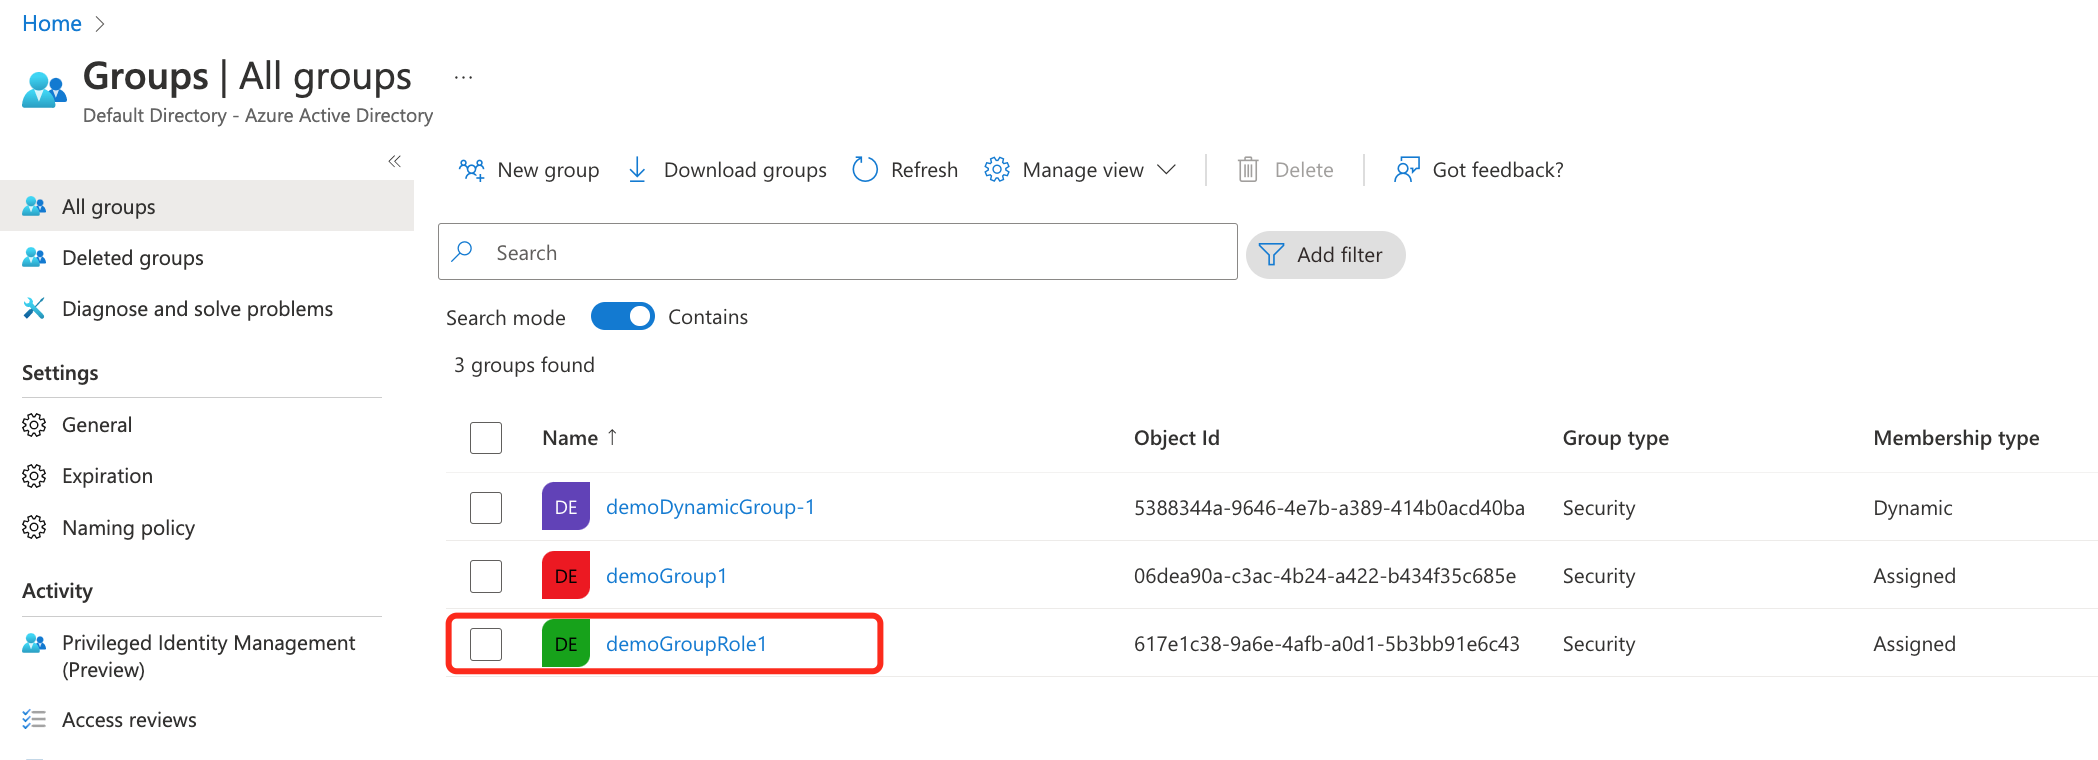 Home
Groups | All groups
Default Directory - Azure Active Directory
All groups
Deleted groups
Diagnose and solve problems
Settings
General
Expiration
Naming policy
Activity
Privileged Identity Management
(Preview)
Access reviews
New group Download groups Refresh Manage view Delete Got feedback?
Search Add filter
Search mode Contains
3 groups found
Name ↑ Object Id Group type Membership type
DE demoDynamicGroup-1 5388344a-9646-4e7b-a389-414b0acd40ba Security Dynamic
DE demoGroup1 06dea90a-c3ac-4b24-a422-b434f35c685e Security Assigned
DE demoGroupRole1 617e1c38-9a6e-4afb-a0d1-5b3bb91e6c43 Security Assigned